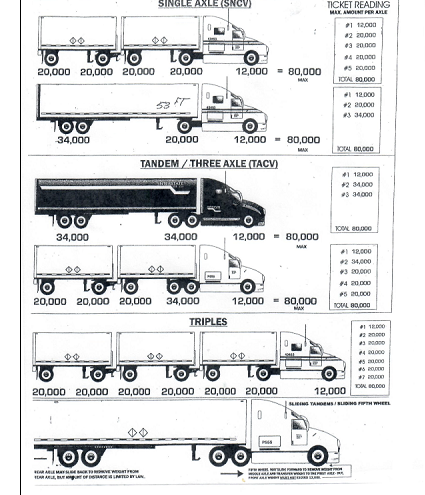 SINGLE AXLE (SNCV)
TICKET READING
MAX. AMOUNT PER AXLE
#1 12,000
#2 20,000
#3 20,000
#4 20,000
#5 20,000
TOTAL 80,000
20,000 20,000 20,000 20,000 12,000 = 80,000
MAX
53 FT
#1 12,000
#2 20,000
#3 34,000
TOTAL 80,000
34,000 20,000 12,000 = 80,000
MAX
TANDEM / THREE AXLE (TACV)
#1 12,000
#2 34,000
#3 34,000
TOTAL 80,000
34,000 34,000 12,000 = 80,000
MAX
#1 12,000
#2 34,000
#3 20,000
#4 20,000
#5 20,000
TOTAL 80,000
20,000 20,000 20,000 34,000 12,000 = 80,000
MAX
TRIPLES
#1 12,000
#2 20,000
#3 20,000
#4 20,000
#5 20,000
#6 20,000
#7 20,000
TOTAL 80,000
20,000 20,000 20,000 20,000 20,000 12,000
SLIDING TANDEMS / SLIDING FIFTH WHEEL
REAR AXLE MAY SLIDE BACK TO REMOVE WEIGHT FROM
REAR AXLE, BUT AMOUNT OF DISTANCE IS LIMITED BY LAW.
FIFTH WHEEL MAY SLIDE FORWARD TO REMOVE WEIGHT FROM
MIDDLE AXLE AND TRANSFER WEIGHT TO THE FRONT AXLE